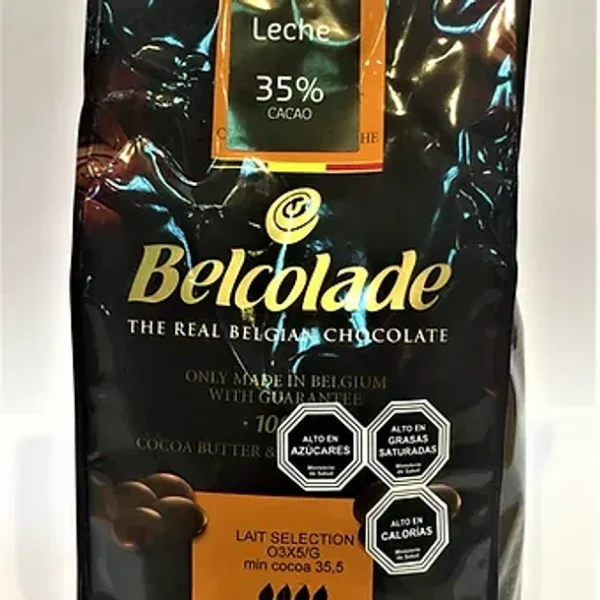 Leche
35%
CACAO
Belcolade
THE REAL BELGIAN CHOCOLATE
ONLY MADE IN BELGIUM
WITH GUARANTEE
COCOA BUTTER &
ALTO EN
AZÚCARES
Ministerio
de Salud
ALTO EN
GRASAS
SATURADAS
Ministerio
de Salud
ALTO EN
CALORÍAS
Ministerio
de Salud
LAIT SELECTION
O3X5/G
min cocoa 35,5